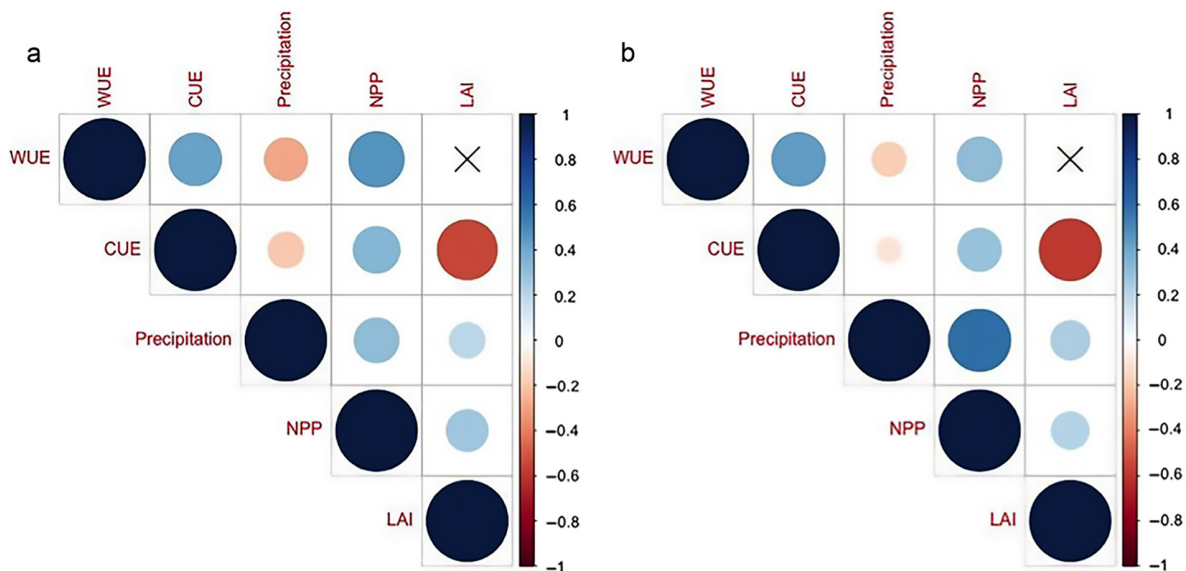 a
WUE
CUE
Precipitation
NPP
LAI
WUE
CUE
Precipitation
NPP
LAI
1
0.8
0.6
0.4
0.2
0
−0.2
−0.4
−0.6
−0.8
−1
b
WUE
CUE
Precipitation
NPP
LAI
WUE
CUE
Precipitation
NPP
LAI
1
0.8
0.6
0.4
0.2
0
−0.2
−0.4
−0.6
−0.8
−1